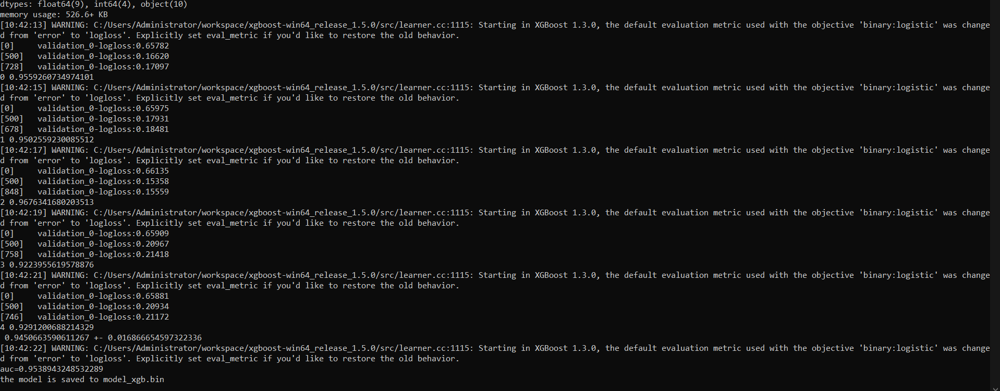 dtypes: float64(9), int64(4), object(10)
memory usage: 526.6+ KB
[10:42:13] WARNING: C:/Users/Administrator/workspace/xgboost-win64_release_1.5.0/src/learner.cc:1115: Starting in XGBoost 1.3.0, the default evaluation metric used with the objective 'binary:logistic' was change
d from 'error' to 'logloss'. Explicitly set eval_metric if you'd like to restore the old behavior.
[0]     validation_0-logloss:0.65782
[500]   validation_0-logloss:0.16620
[728]   validation_0-logloss:0.17097
0 0.9559260734974101
[10:42:15] WARNING: C:/Users/Administrator/workspace/xgboost-win64_release_1.5.0/src/learner.cc:1115: Starting in XGBoost 1.3.0, the default evaluation metric used with the objective 'binary:logistic' was change
d from 'error' to 'logloss'. Explicitly set eval_metric if you'd like to restore the old behavior.
[0]     validation_0-logloss:0.65975
[500]   validation_0-logloss:0.17931
[678]   validation_0-logloss:0.18481
1 0.9502559230085512
[10:42:17] WARNING: C:/Users/Administrator/workspace/xgboost-win64_release_1.5.0/src/learner.cc:1115: Starting in XGBoost 1.3.0, the default evaluation metric used with the objective 'binary:logistic' was change
d from 'error' to 'logloss'. Explicitly set eval_metric if you'd like to restore the old behavior.
[0]     validation_0-logloss:0.66135
[500]   validation_0-logloss:0.15358
[848]   validation_0-logloss:0.15559
2 0.9676341680203513
[10:42:19] WARNING: C:/Users/Administrator/workspace/xgboost-win64_release_1.5.0/src/learner.cc:1115: Starting in XGBoost 1.3.0, the default evaluation metric used with the objective 'binary:logistic' was change
d from 'error' to 'logloss'. Explicitly set eval_metric if you'd like to restore the old behavior.
[0]     validation_0-logloss:0.65909
[500]   validation_0-logloss:0.20967
[758]   validation_0-logloss:0.21418
3 0.9223955619578876
[10:42:21] WARNING: C:/Users/Administrator/workspace/xgboost-win64_release_1.5.0/src/learner.cc:1115: Starting in XGBoost 1.3.0, the default evaluation metric used with the objective 'binary:logistic' was change
d from 'error' to 'logloss'. Explicitly set eval_metric if you'd like to restore the old behavior.
[0]     validation_0-logloss:0.65881
[500]   validation_0-logloss:0.20934
[746]   validation_0-logloss:0.21172
4 0.9291200688214329
 0.9450663590611267 +- 0.016866654597322336
[10:42:22] WARNING: C:/Users/Administrator/workspace/xgboost-win64_release_1.5.0/src/learner.cc:1115: Starting in XGBoost 1.3.0, the default evaluation metric used with the objective 'binary:logistic' was change
d from 'error' to 'logloss'. Explicitly set eval_metric if you'd like to restore the old behavior.
auc=0.9538943248532289
the model is saved to model_xgb.bin